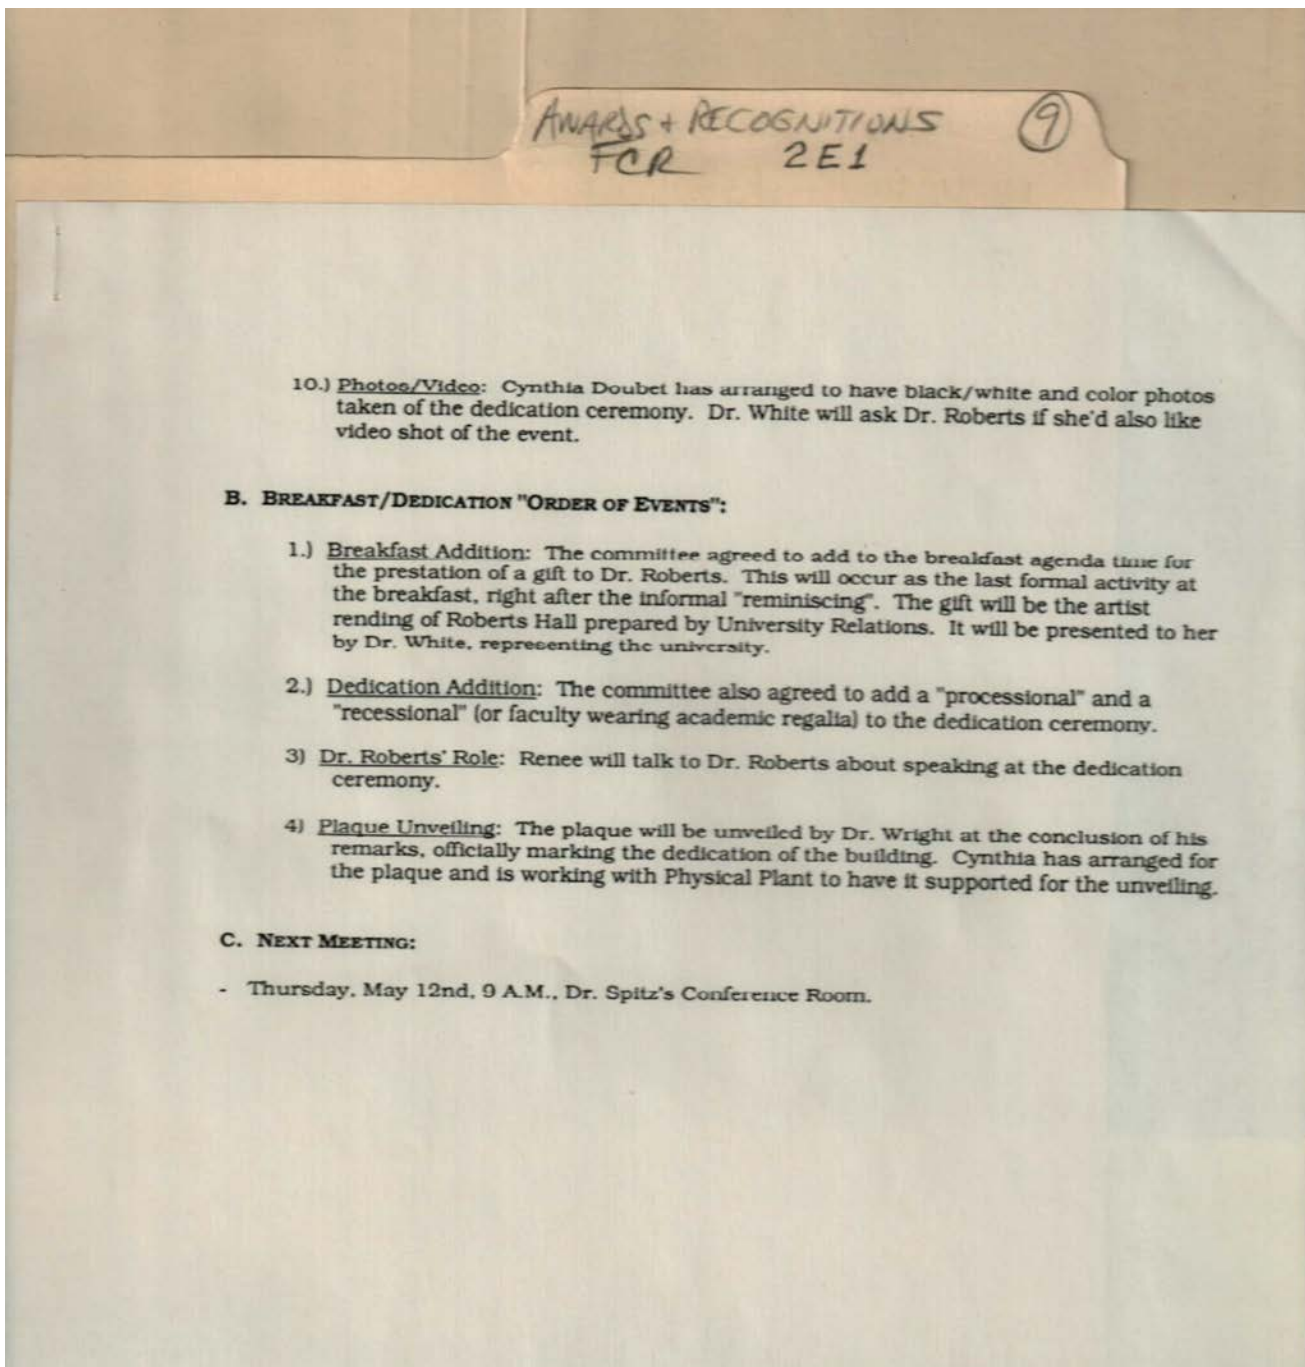 AWARDS + RECOGNITIONS 9
FCR 2E1
10.) Photos/Video: Cynthia Doubet has arranged to have black/white and color photos
taken of the dedication ceremony. Dr. White will ask Dr. Roberts if she'd also like
video shot of the event.
B. BREAKFAST/DEDICATION "ORDER OF EVENTS":
1.) Breakfast Addition: The committee agreed to add to the breakfast agenda time for
the prestation of a gift to Dr. Roberts. This will occur as the last formal activity at
the breakfast, right after the informal "reminiscing". The gift will be the artist
rending of Roberts Hall prepared by University Relations. It will be presented to her
by Dr. White, representing the university.
2.) Dedication Addition: The committee also agreed to add a "processional" and a
"recessional" (or faculty wearing academic regalia) to the dedication ceremony.
3) Dr. Roberts' Role: Renee will talk to Dr. Roberts about speaking at the dedication
ceremony.
4) Plaque Unveiling: The plaque will be unveiled by Dr. Wright at the conclusion of his
remarks, officially marking the dedication of the building. Cynthia has arranged for
the plaque and is working with Physical Plant to have it supported for the unveiling.
C. NEXT MEETING:
- Thursday, May 12nd, 9 A.M., Dr. Spitz's Conference Room.